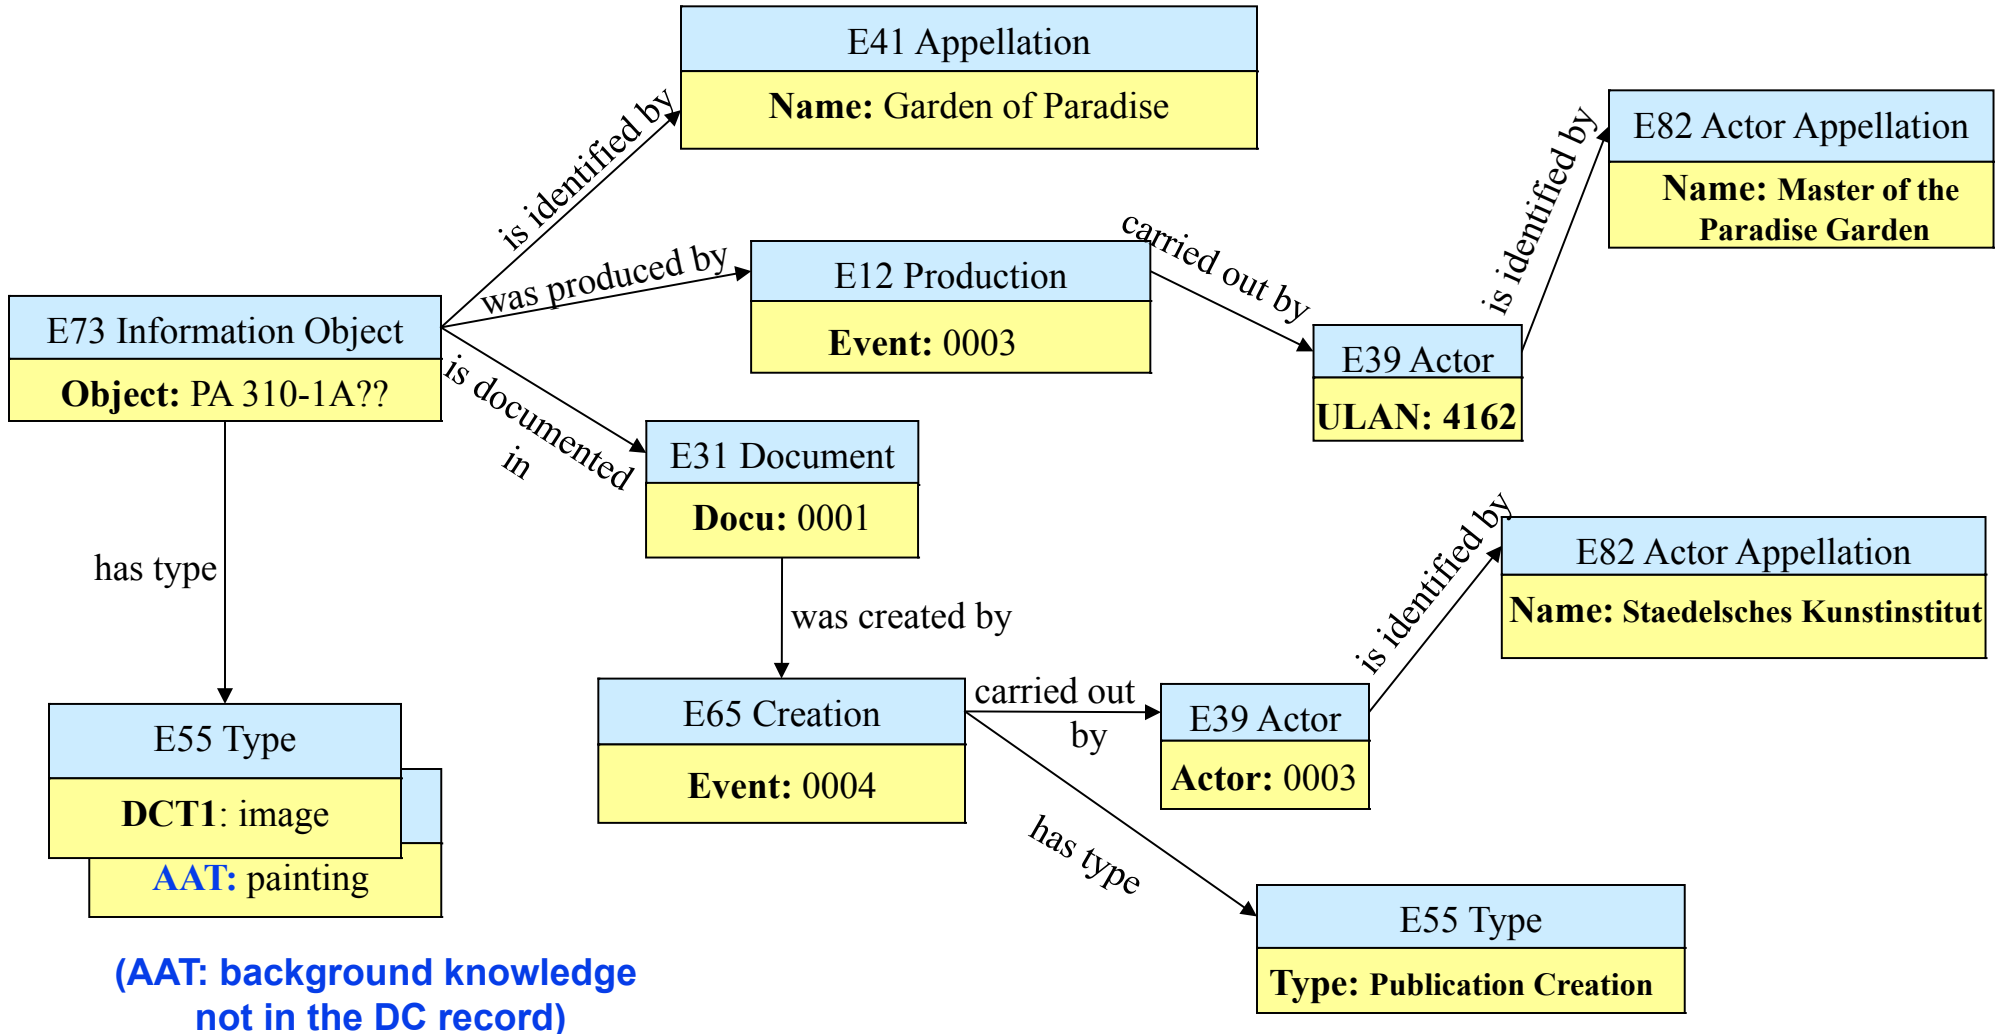 E41 Appellation
Name: Garden of Paradise
is identified by
E82 Actor Appellation
Name: Master of the
Paradise Garden
is identified by
carried out by
was produced by
E12 Production
Event: 0003
E73 Information Object
Object: PA 310-1A??
E39 Actor
ULAN: 4162
is documented
in
E31 Document
Docu: 0001
has type
was created by
is identified by
E82 Actor Appellation
Name: Staedelsches Kunstinstitut
E55 Type
DCT1: image
AAT: painting
E65 Creation
Event: 0004
carried out
by
E39 Actor
Actor: 0003
has type
E55 Type
Type: Publication Creation
(AAT: background knowledge
not in the DC record)